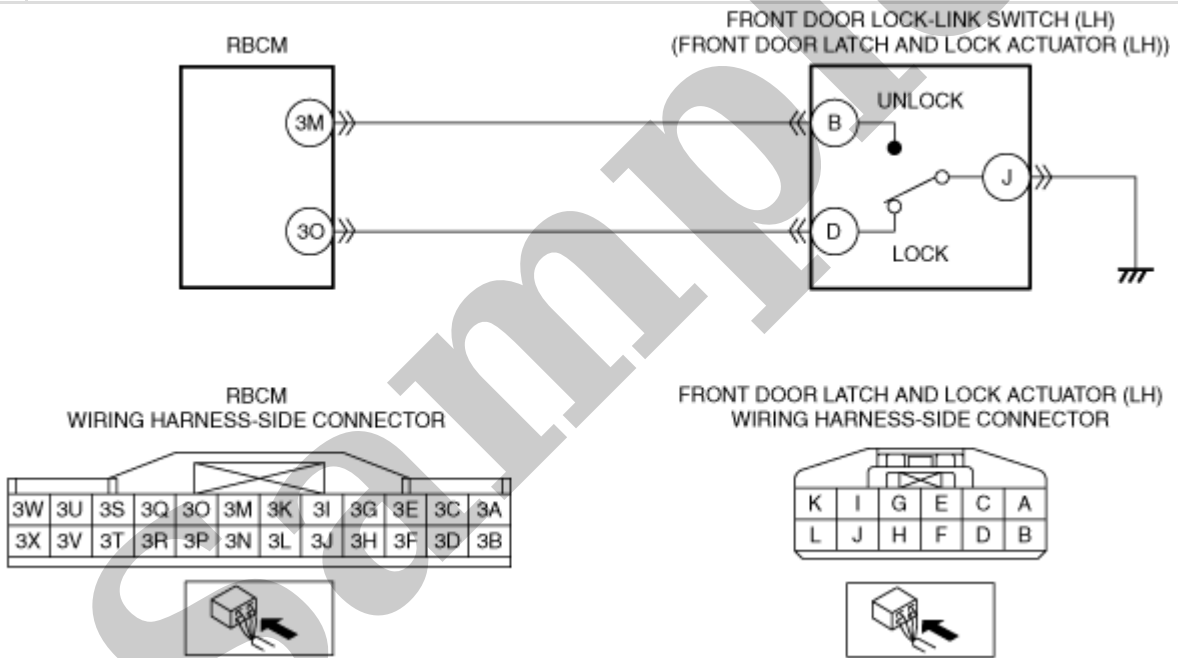 FRONT DOOR LOCK-LINK SWITCH (LH)
RBCM (FRONT DOOR LATCH AND LOCK ACTUATOR (LH))
UNLOCK
3M B
J
3O D
LOCK
RBCM
WIRING HARNESS-SIDE CONNECTOR
FRONT DOOR LATCH AND LOCK ACTUATOR (LH)
WIRING HARNESS-SIDE CONNECTOR
3W 3U 3S 3Q 3O 3M 3K 3I 3G 3E 3C 3A
3X 3V 3T 3R 3P 3N 3L 3J 3H 3F 3D 3B
K I G E C A
L J H F D B
Sample